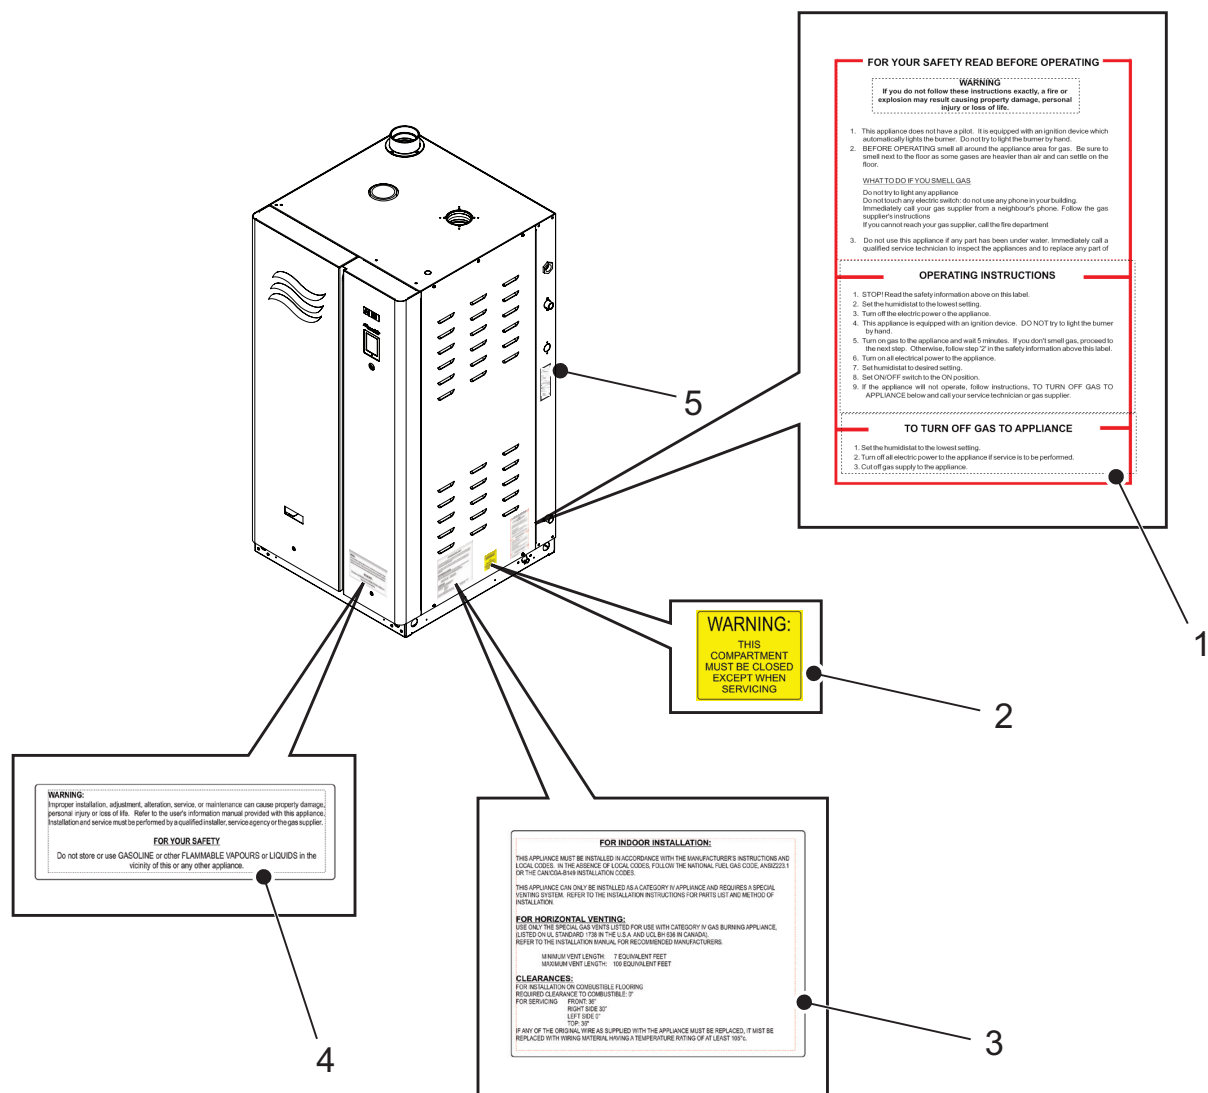 FOR YOUR SAFETY READ BEFORE OPERATING
WARNING
If you do not follow these instructions exactly, a fire or
explosion may result causing property damage, personal
injury or loss of life.
1. This appliance does not have a pilot. It is equipped with an ignition device which
automatically lights the burner. Do not try to light the burner by hand.
2. BEFORE OPERATING smell all around the appliance area for gas. Be sure to
smell next to the floor as some gases are heavier than air and can settle on the
floor.
WHAT TO DO IF YOU SMELL GAS
Do not try to light any appliance
Do not touch any electric switch: do not use any phone in your building.
Immediately call your gas supplier from a neighbour's phone. Follow the gas
supplier's instructions
If you cannot reach your gas supplier, call the fire department
3. Do not use this appliance if any part has been under water. Immediately call a
qualified service technician to inspect the appliances and to replace any part of
OPERATING INSTRUCTIONS
1. STOP! Read the safety information above on this label.
2. Set the humidistat to the lowest setting.
3. Turn off the electric power o the appliance.
4. This appliance is equipped with an ignition device. DO NOT try to light the burner
by hand.
5. Turn on gas to the appliance and wait 5 minutes. If you don't smell gas, proceed to
the next step. Otherwise, follow step '2' in the safety information above this label.
6. Turn on all electrical power to the appliance.
7. Set humidistat to desired setting.
8. Set ON/OFF switch to the ON position.
9. If the appliance will not operate, follow instructions, TO TURN OFF GAS TO
APPLIANCE below and call your service technician or gas supplier.
TO TURN OFF GAS TO APPLIANCE
1. Set the humidistat to the lowest setting.
2. Turn off all electric power to the appliance if service is to be performed.
3. Cut off gas supply to the appliance.
1
5
WARNING:
THIS
COMPARTMENT
MUST BE CLOSED
EXCEPT WHEN
SERVICING
2
WARNING:
Improper installation, adjustment, alteration, service, or maintenance can cause property damage,
personal injury or loss of life. Refer to the user's information manual provided with this appliance.
Installation and service must be performed by a qualified installer, service agency or the gas supplier.
FOR YOUR SAFETY
Do not store or use GASOLINE or other FLAMMABLE VAPOURS or LIQUIDS in the
vicinity of this or any other appliance.
4
FOR INDOOR INSTALLATION:
THIS APPLIANCE MUST BE INSTALLED IN ACCORDANCE WITH THE MANUFACTURER'S INSTRUCTIONS AND
LOCAL CODES. IN THE ABSENCE OF LOCAL CODES, FOLLOW THE NATIONAL FUEL GAS CODE, ANSIZ223.1
OR THE CAN/CGA-B149 INSTALLATION CODES.
THIS APPLIANCE CAN ONLY BE INSTALLED AS A CATEGORY IV APPLIANCE AND REQUIRES A SPECIAL
VENTING SYSTEM. REFER TO THE INSTALLATION INSTRUCTIONS FOR PARTS LIST AND METHOD OF
INSTALLATION.
FOR HORIZONTAL VENTING:
USE ONLY THE SPECIAL GAS VENTS LISTED FOR USE WITH CATEGORY IV GAS BURNING APPLIANCE,
(LISTED ON UL STANDARD 1738 IN THE U.S.A AND UCL BH 636 IN CANADA).
REFER TO THE INSTALLATION MANUAL FOR RECOMMENDED MANUFACTURERS.
MINIMUM VENT LENGTH: 7 EQUIVALENT FEET
MAXIMUM VENT LENGTH: 100 EQUIVALENT FEET
CLEARANCES:
FOR INSTALLATION ON COMBUSTIBLE FLOORING
REQUIRED CLEARANCE TO COMBUSTIBLE: 0"
FOR SERVICING FRONT: 36"
RIGHT SIDE 30"
LEFT SIDE 0"
TOP: 36"
IF ANY OF THE ORIGINAL WIRE AS SUPPLIED WITH THE APPLIANCE MUST BE REPLACED, IT MIST BE
REPLACED WITH WIRING MATERIAL HAVING A TEMPERATURE RATING OF AT LEAST 105°c.
3